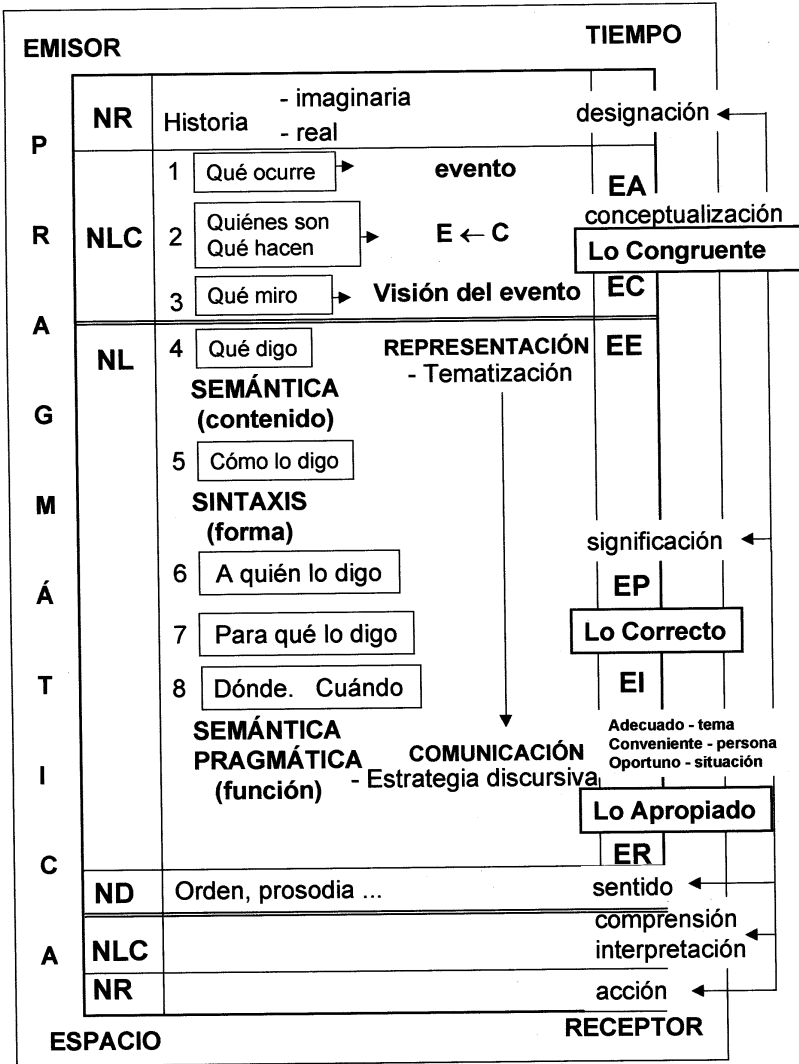 EMISOR TIEMPO
PRAGMÁTICA
NR Historia - imaginaria designación
- real
1 Qué ocurre evento EA
conceptualización
NLC 2 Quiénes son E ← C
Qué hacen
Lo Congruente
3 Qué miro Visión del evento EC
NL 4 Qué digo REPRESENTACIÓN EE
- Tematización
SEMÁNTICA
(contenido)
5 Cómo lo digo
SINTAXIS
(forma)
significación
6 A quién lo digo EP
7 Para qué lo digo Lo Correcto
8 Dónde. Cuándo EI
SEMÁNTICA
PRAGMÁTICA
(función)
COMUNICACIÓN
- Estrategia discursiva
Adecuado - tema
Conveniente - persona
Oportuno - situación
Lo Apropiado
ER
ND Orden, prosodia ... sentido
NLC comprensión
interpretación
NR acción
ESPACIO RECEPTOR